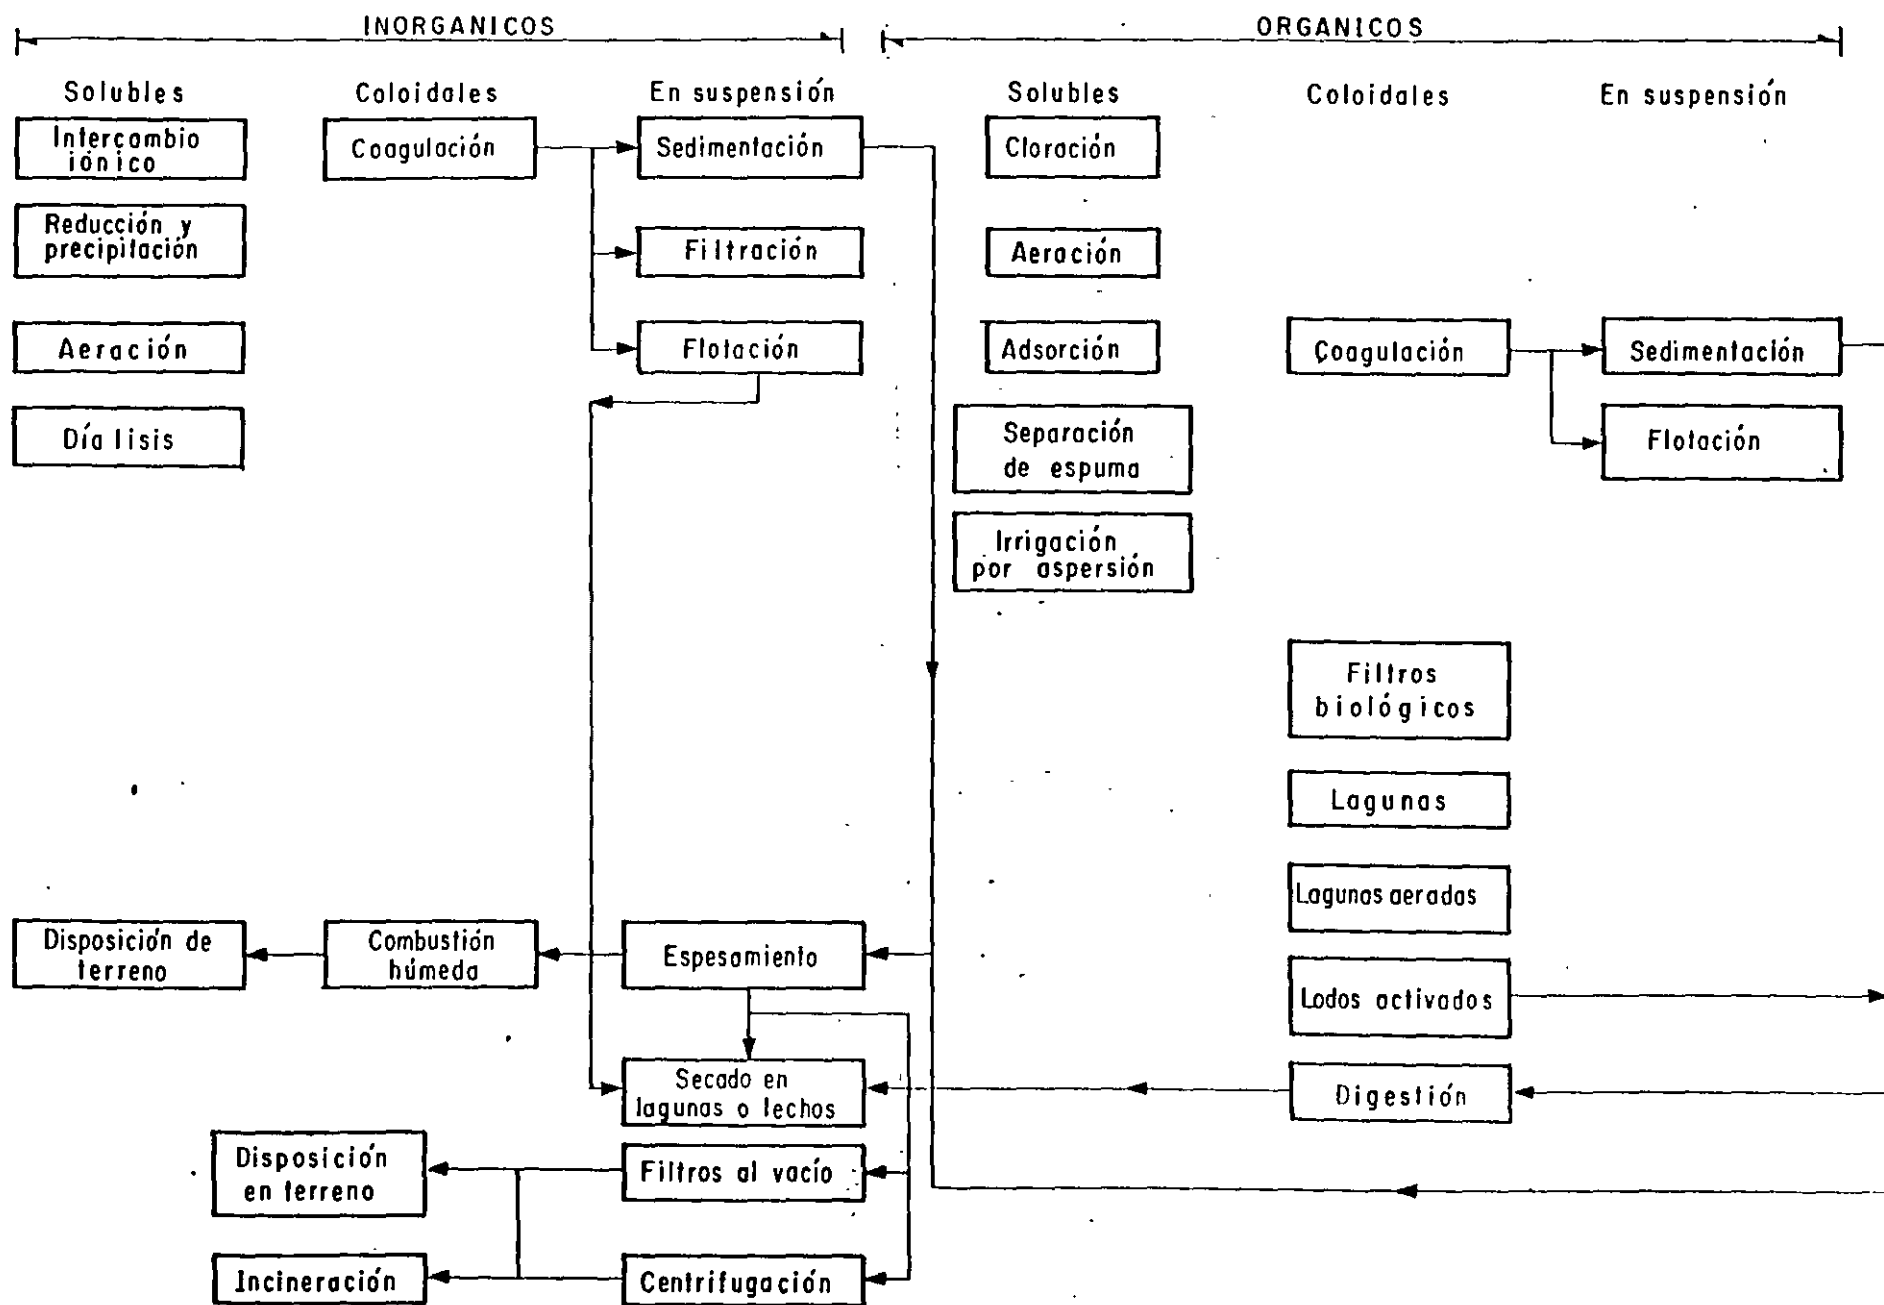 INORGANICOS
ORGANICOS
Solubles
Coloidales
En suspensión
Solubles
Coloidales
En suspensión
Intercambio
iónico
Coagulación
Sedimentación
Cloración
Reducción y
precipitación
Filtración
Aeración
Aeración
Flotación
Adsorción
Coagulación
Sedimentación
Diálisis
Separación
de espuma
Flotación
Irrigación
por aspersión
Filtros
biológicos
Lagunas
Lagunas aeradas
Disposición de
terreno
Combustión
húmeda
Espesamiento
Lodos activados
Secado en
lagunas o lechos
Digestión
Disposición
en terreno
Filtros al vacío
Incineración
Centrifugación